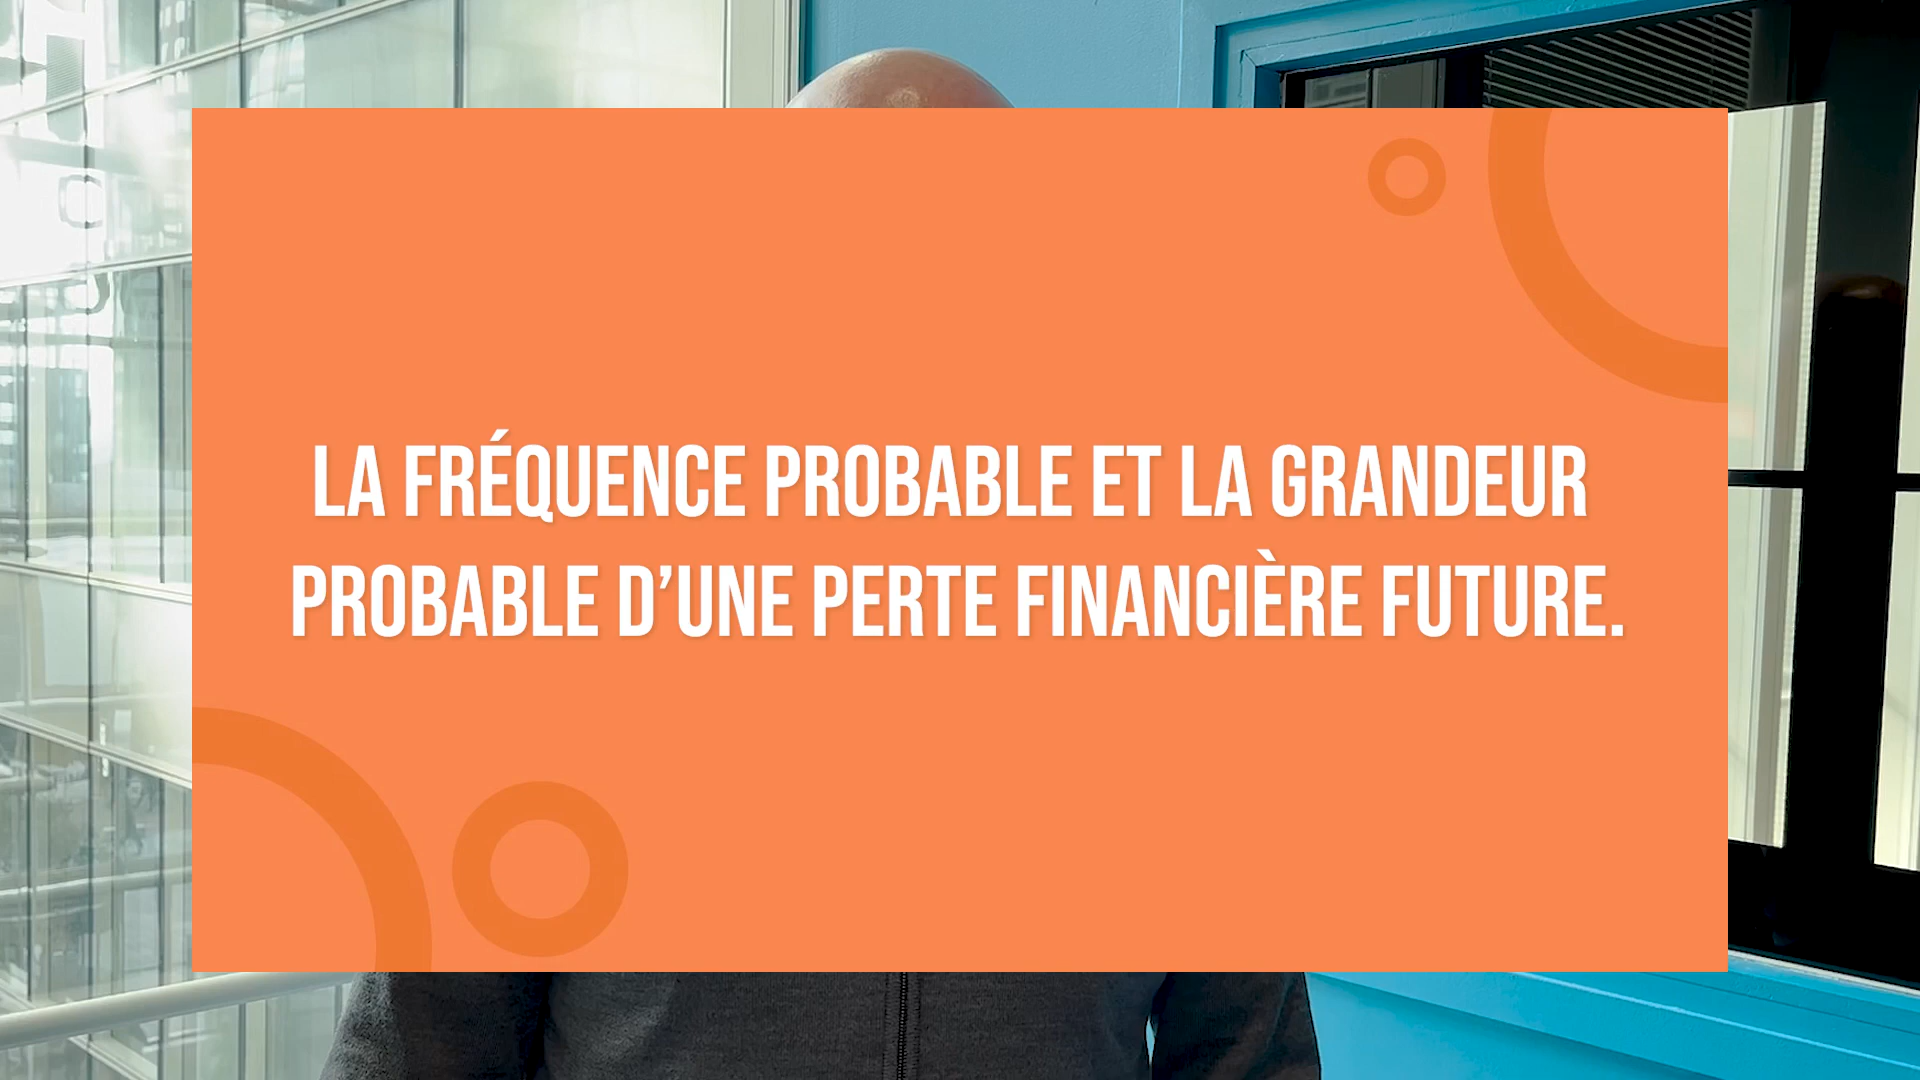 LA FRÉQUENCE PROBABLE ET LA GRANDEUR
PROBABLE D’UNE PERTE FINANCIÈRE FUTURE.